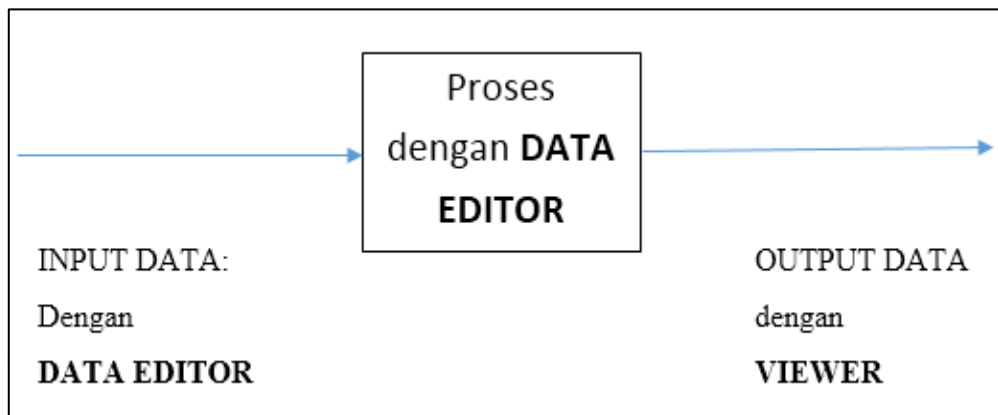 Proses
dengan DATA
EDITOR
INPUT DATA:
Dengan
DATA EDITOR
OUTPUT DATA
dengan
VIEWER